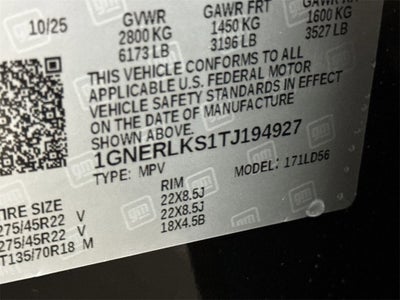 10/25 GVWR GAWR FRT GAWR RR
2800 KG 1450 KG 1600 KG
6173 LB 3196 LB 3527 LB
THIS VEHICLE CONFORMS TO ALL
APPLICABLE U.S. FEDERAL MOTOR
VEHICLE SAFETY STANDARDS IN EFFECT
ON THE DATE OF MANUFACTURE
SHOWN ABOVE.
1GNERLKS1TJ194927
TYPE: MPV MODEL: 171LD56
TIRE SIZE RIM
275/45R22 V 22X8.5J
275/45R22 V 22X8.5J
T135/70R18 M 18X4.5B
gm